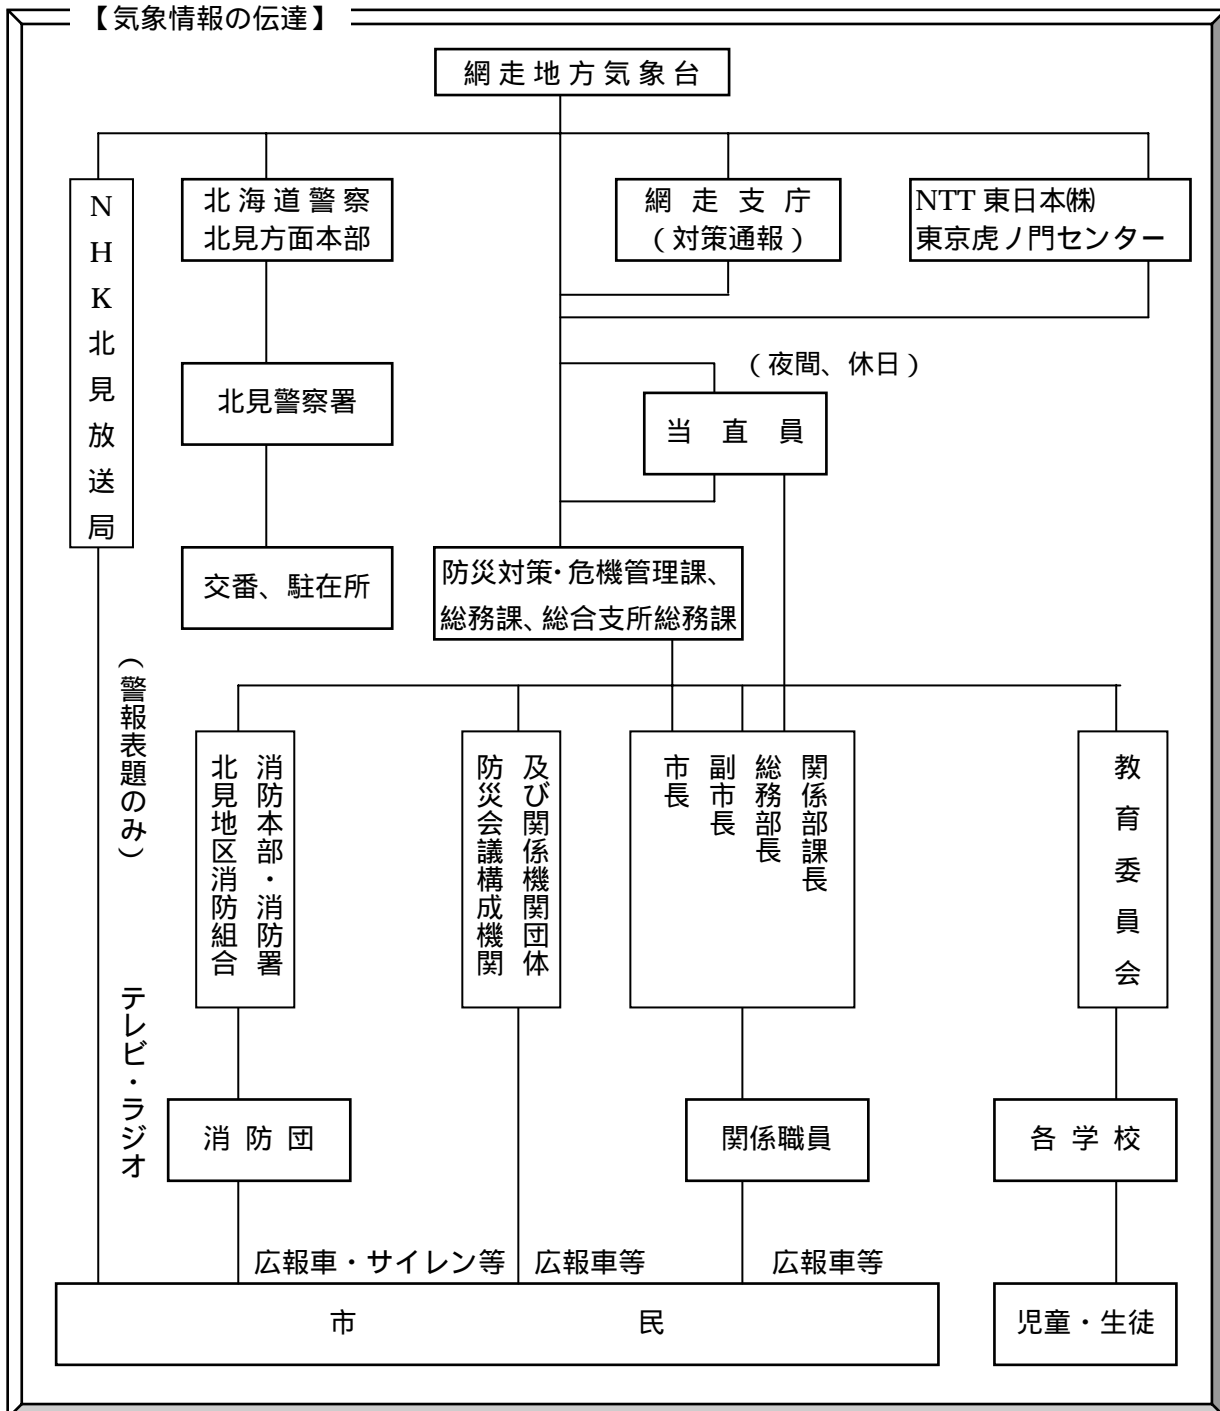 【気象情報の伝達】
網走地方気象台
NHK北見放送局
北海道警察
北見方面本部
網走支庁
（対策通報）
NTT東日本㈱
東京虎ノ門センター
（夜間、休日）
北見警察署
当直員
交番、駐在所
防災対策・危機管理課、
総務課、総合支所総務課
（警報表題のみ）
テレビ・ラジオ
北見地区消防組合
消防本部・消防署
防災会議構成機関
及び関係機関団体
市長
副市長
総務部長
関係部課長
教育委員会
消防団
関係職員
各学校
広報車・サイレン等
広報車等
広報車等
市民
児童・生徒